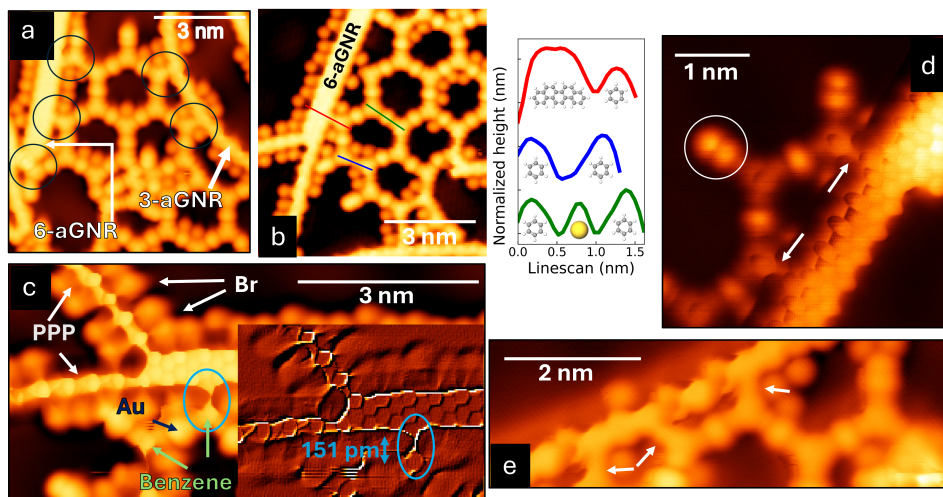 a
3 nm
3-aGNR
6-aGNR
6-aGNR
b
3 nm
Normalized height (nm)
0.0 0.5 1.0 1.5
Linescan (nm)
1 nm
d
c
Br
3 nm
PPP
Au
151 pm
Benzene
2 nm
e